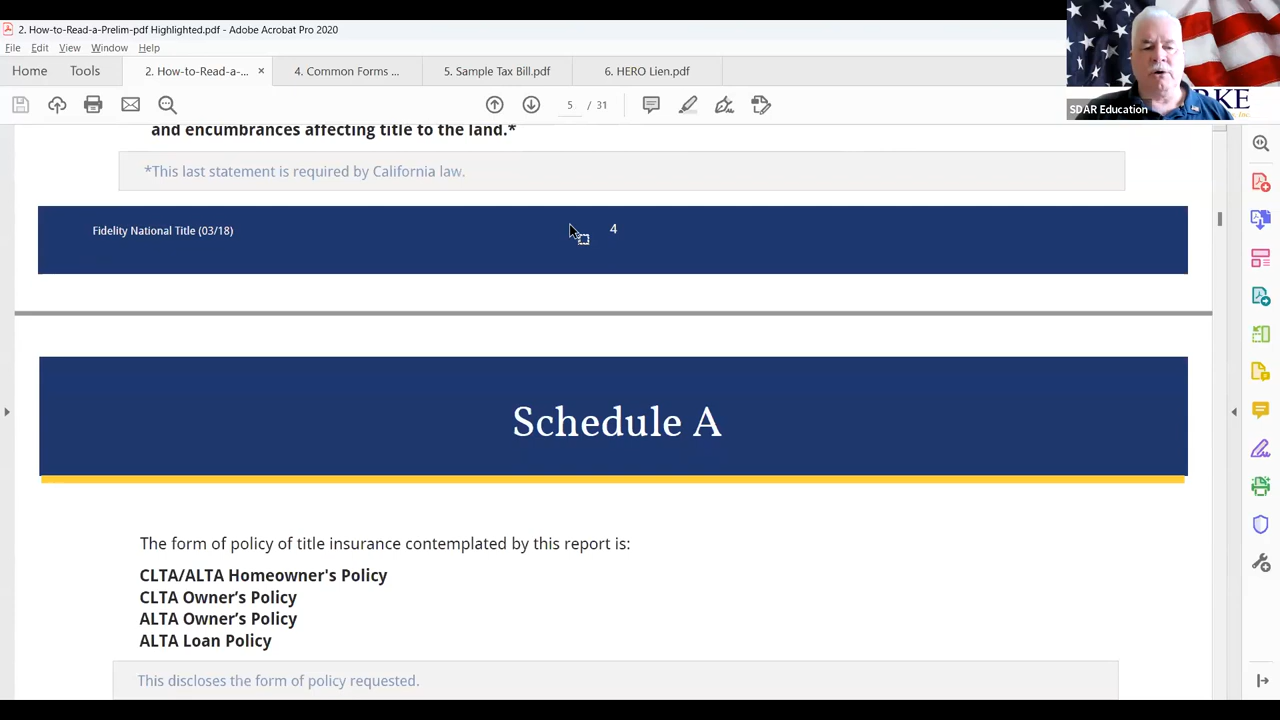 2. How-to-Read-a-Prelim-pdf Highlighted.pdf - Adobe Acrobat Pro 2020
File Edit View Window Help
Home Tools 2. How-to-Read-a-... × 4. Common Forms ... 5. Sample Tax Bill.pdf 6. HERO Lien.pdf
5 / 31
SDAR Education
RKE
Inc.
and encumbrances affecting title to the land.*
*This last statement is required by California law.
Fidelity National Title (03/18) 4
Schedule A
The form of policy of title insurance contemplated by this report is:
CLTA/ALTA Homeowner's Policy
CLTA Owner’s Policy
ALTA Owner’s Policy
ALTA Loan Policy
This discloses the form of policy requested.